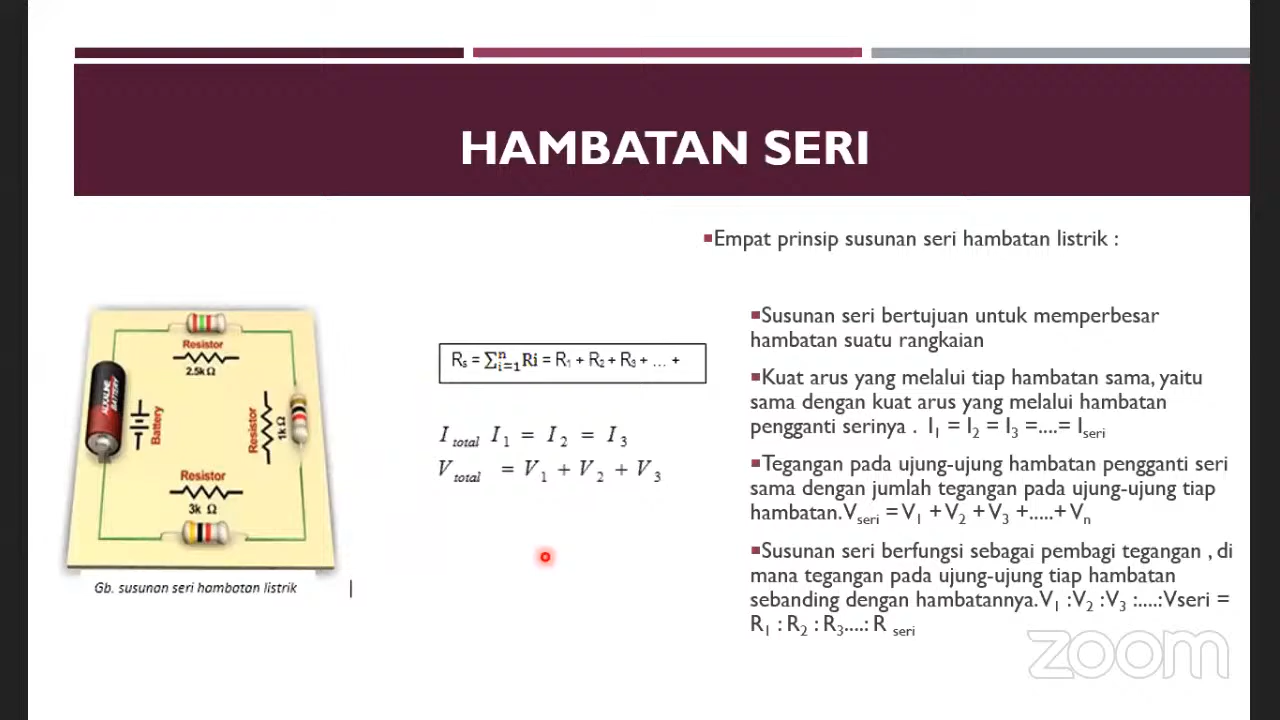 HAMBATAN SERI
▪Empat prinsip susunan seri hambatan listrik :
Resistor
2.5k Ω
ALKALINE BATTERY
Battery
Resistor
1k Ω
Resistor
3k Ω
Gb. susunan seri hambatan listrik
Rs = ∑ⁿᵢ₌₁ Ri = R₁ + R₂ + R₃ + ... +
I total I₁ = I₂ = I₃
V total = V₁ + V₂ + V₃
▪Susunan seri bertujuan untuk memperbesar
hambatan suatu rangkaian
▪Kuat arus yang melalui tiap hambatan sama, yaitu
sama dengan kuat arus yang melalui hambatan
pengganti serinya . I₁ = I₂ = I₃ =....= Iseri
▪Tegangan pada ujung-ujung hambatan pengganti seri
sama dengan jumlah tegangan pada ujung-ujung tiap
hambatan.Vseri = V₁ + V₂ + V₃ +.....+ Vn
▪Susunan seri berfungsi sebagai pembagi tegangan , di
mana tegangan pada ujung-ujung tiap hambatan
sebanding dengan hambatannya.V₁ :V₂ :V₃ :....:Vseri =
R₁ : R₂ : R₃....: R seri
zoom